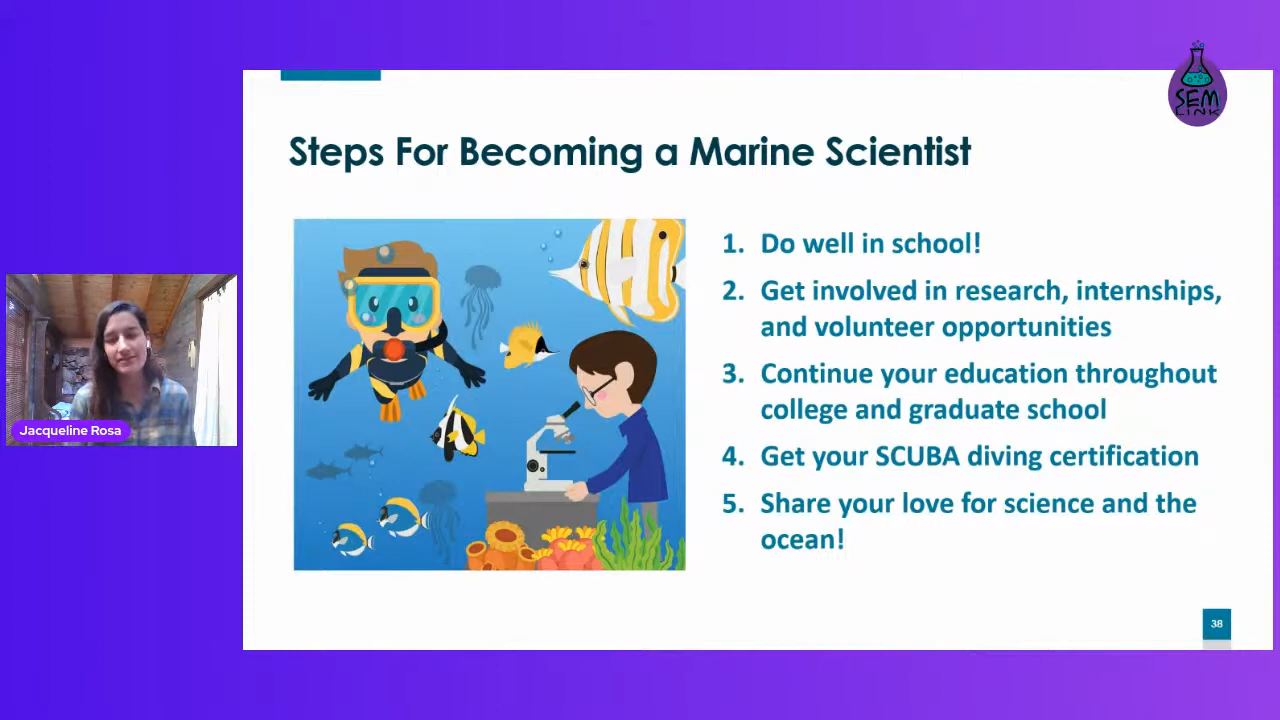 SEM
LINK
Steps For Becoming a Marine Scientist
1. Do well in school!
2. Get involved in research, internships,
and volunteer opportunities
3. Continue your education throughout
college and graduate school
4. Get your SCUBA diving certification
5. Share your love for science and the
ocean!
Jacqueline Rosa
38